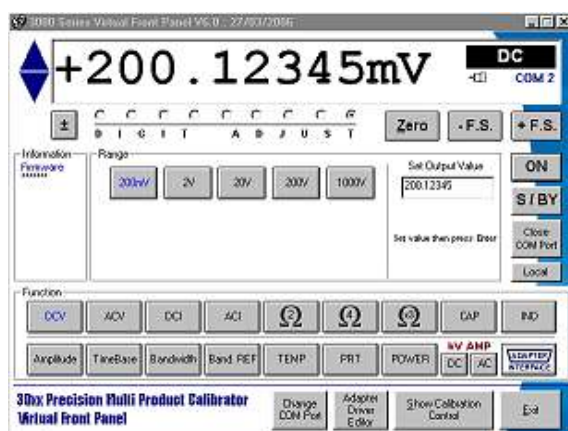 3000 Series Virtual Front Panel V6.0 : 27/03/2006
+200.12345mV
DC
COM 2
±
DIGIT ADJUST
Zero
- F.S.
+ F.S.
Information
Firmware
Range
200mV 2V 20V 200V 1000V
Set Output Value
200.12345
Set value then press Enter
ON
S / BY
Close COM Port
Local
Function
DCV ACV DCI ACI Ω2 Ω4 CAP IND
Amplitude TimeBase Bandwidth Band REF TEMP PRT POWER
kV AMP
DC AC
ADAPTER/
INTERFACE
Precision Multi Product Calibrator
Virtual Front Panel
Change
COM Port
Adapter
Driver
Editor
Show Calibration
Control
Exit